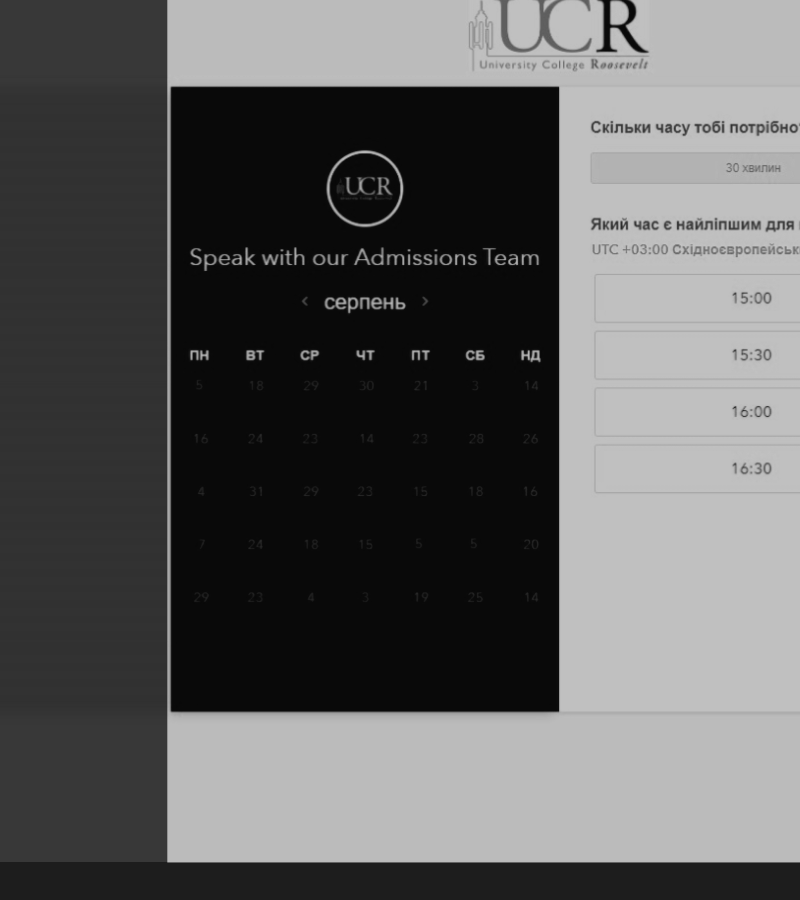 UCR
University College Roosevelt
UCR
Speak with our Admissions Team
‹ серпень ›
ПН ВТ СР ЧТ ПТ СБ НД
5 18 29 30 21 3 14
16 24 23 14 23 28 26
4 31 29 23 15 18 16
7 24 18 15 5 5 20
29 23 4 3 19 25 14
Скільки часу тобі потрібно
30 хвилин
Який час є найліпшим для
UTC +03:00 Східноєвропейськ
15:00
15:30
16:00
16:30